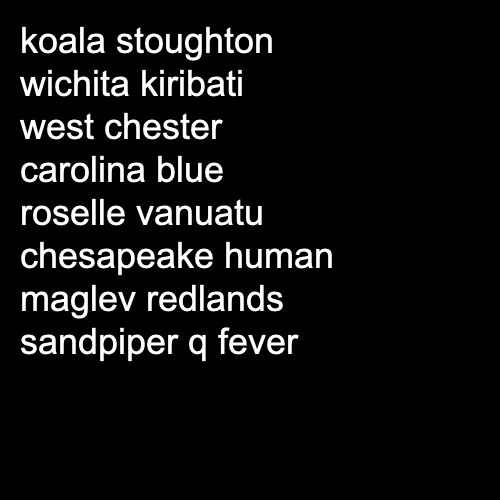 koala stoughton
wichita kiribati
west chester
carolina blue
roselle vanuatu
chesapeake human
maglev redlands
sandpiper q fever